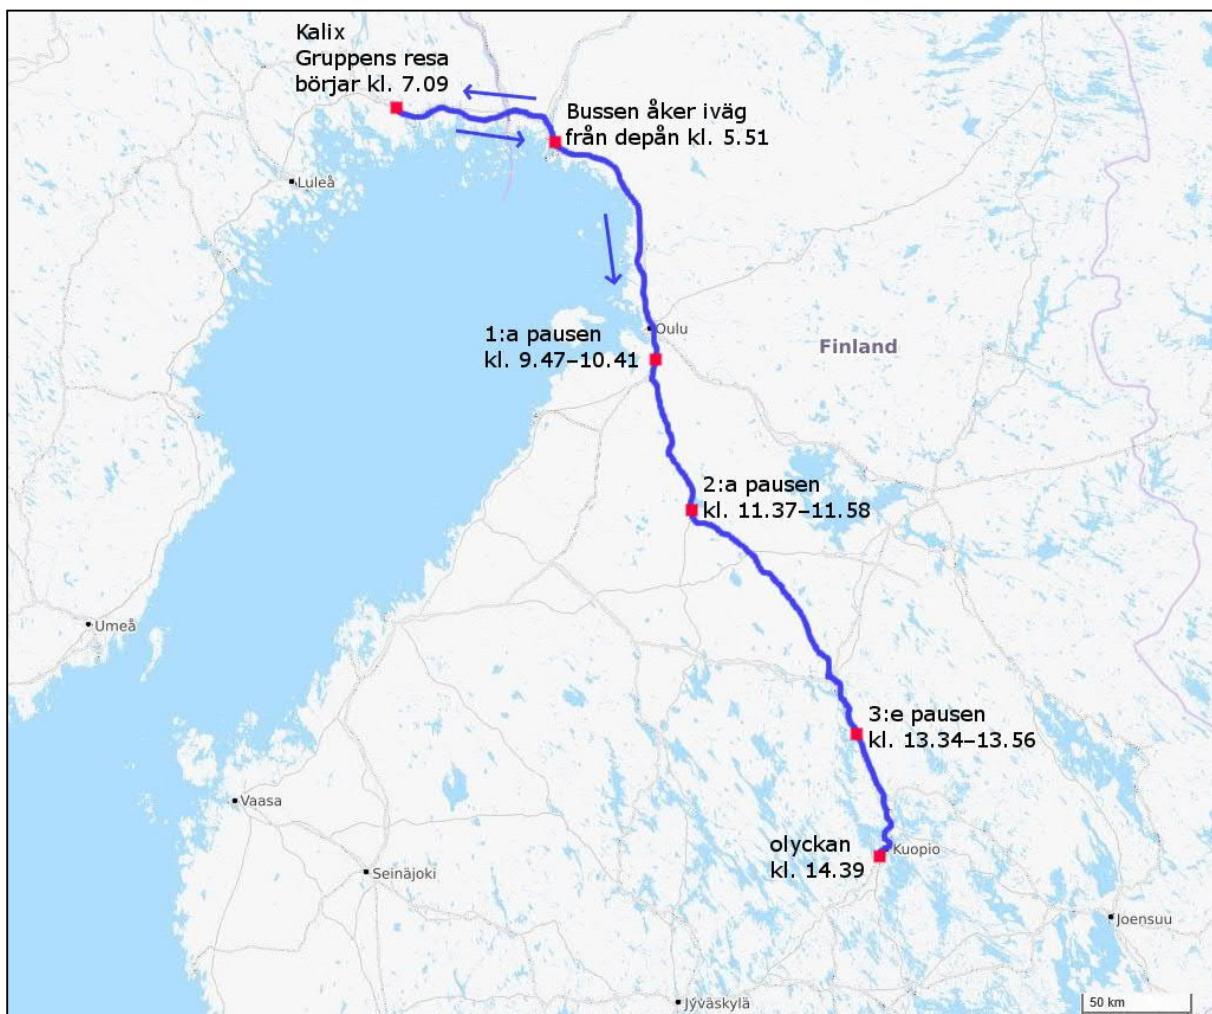 Kalix
Gruppens resa
börjar kl. 7.09
Bussen åker iväg
från depån kl. 5.51
Luleå
1:a pausen
kl. 9.47–10.41
Oulu
Finland
2:a pausen
kl. 11.37–11.58
Umeå
3:e pausen
kl. 13.34–13.56
Vaasa
olyckan
kl. 14.39
Kuopio
Seinäjoki
Joensuu
Jyväskylä
50 km